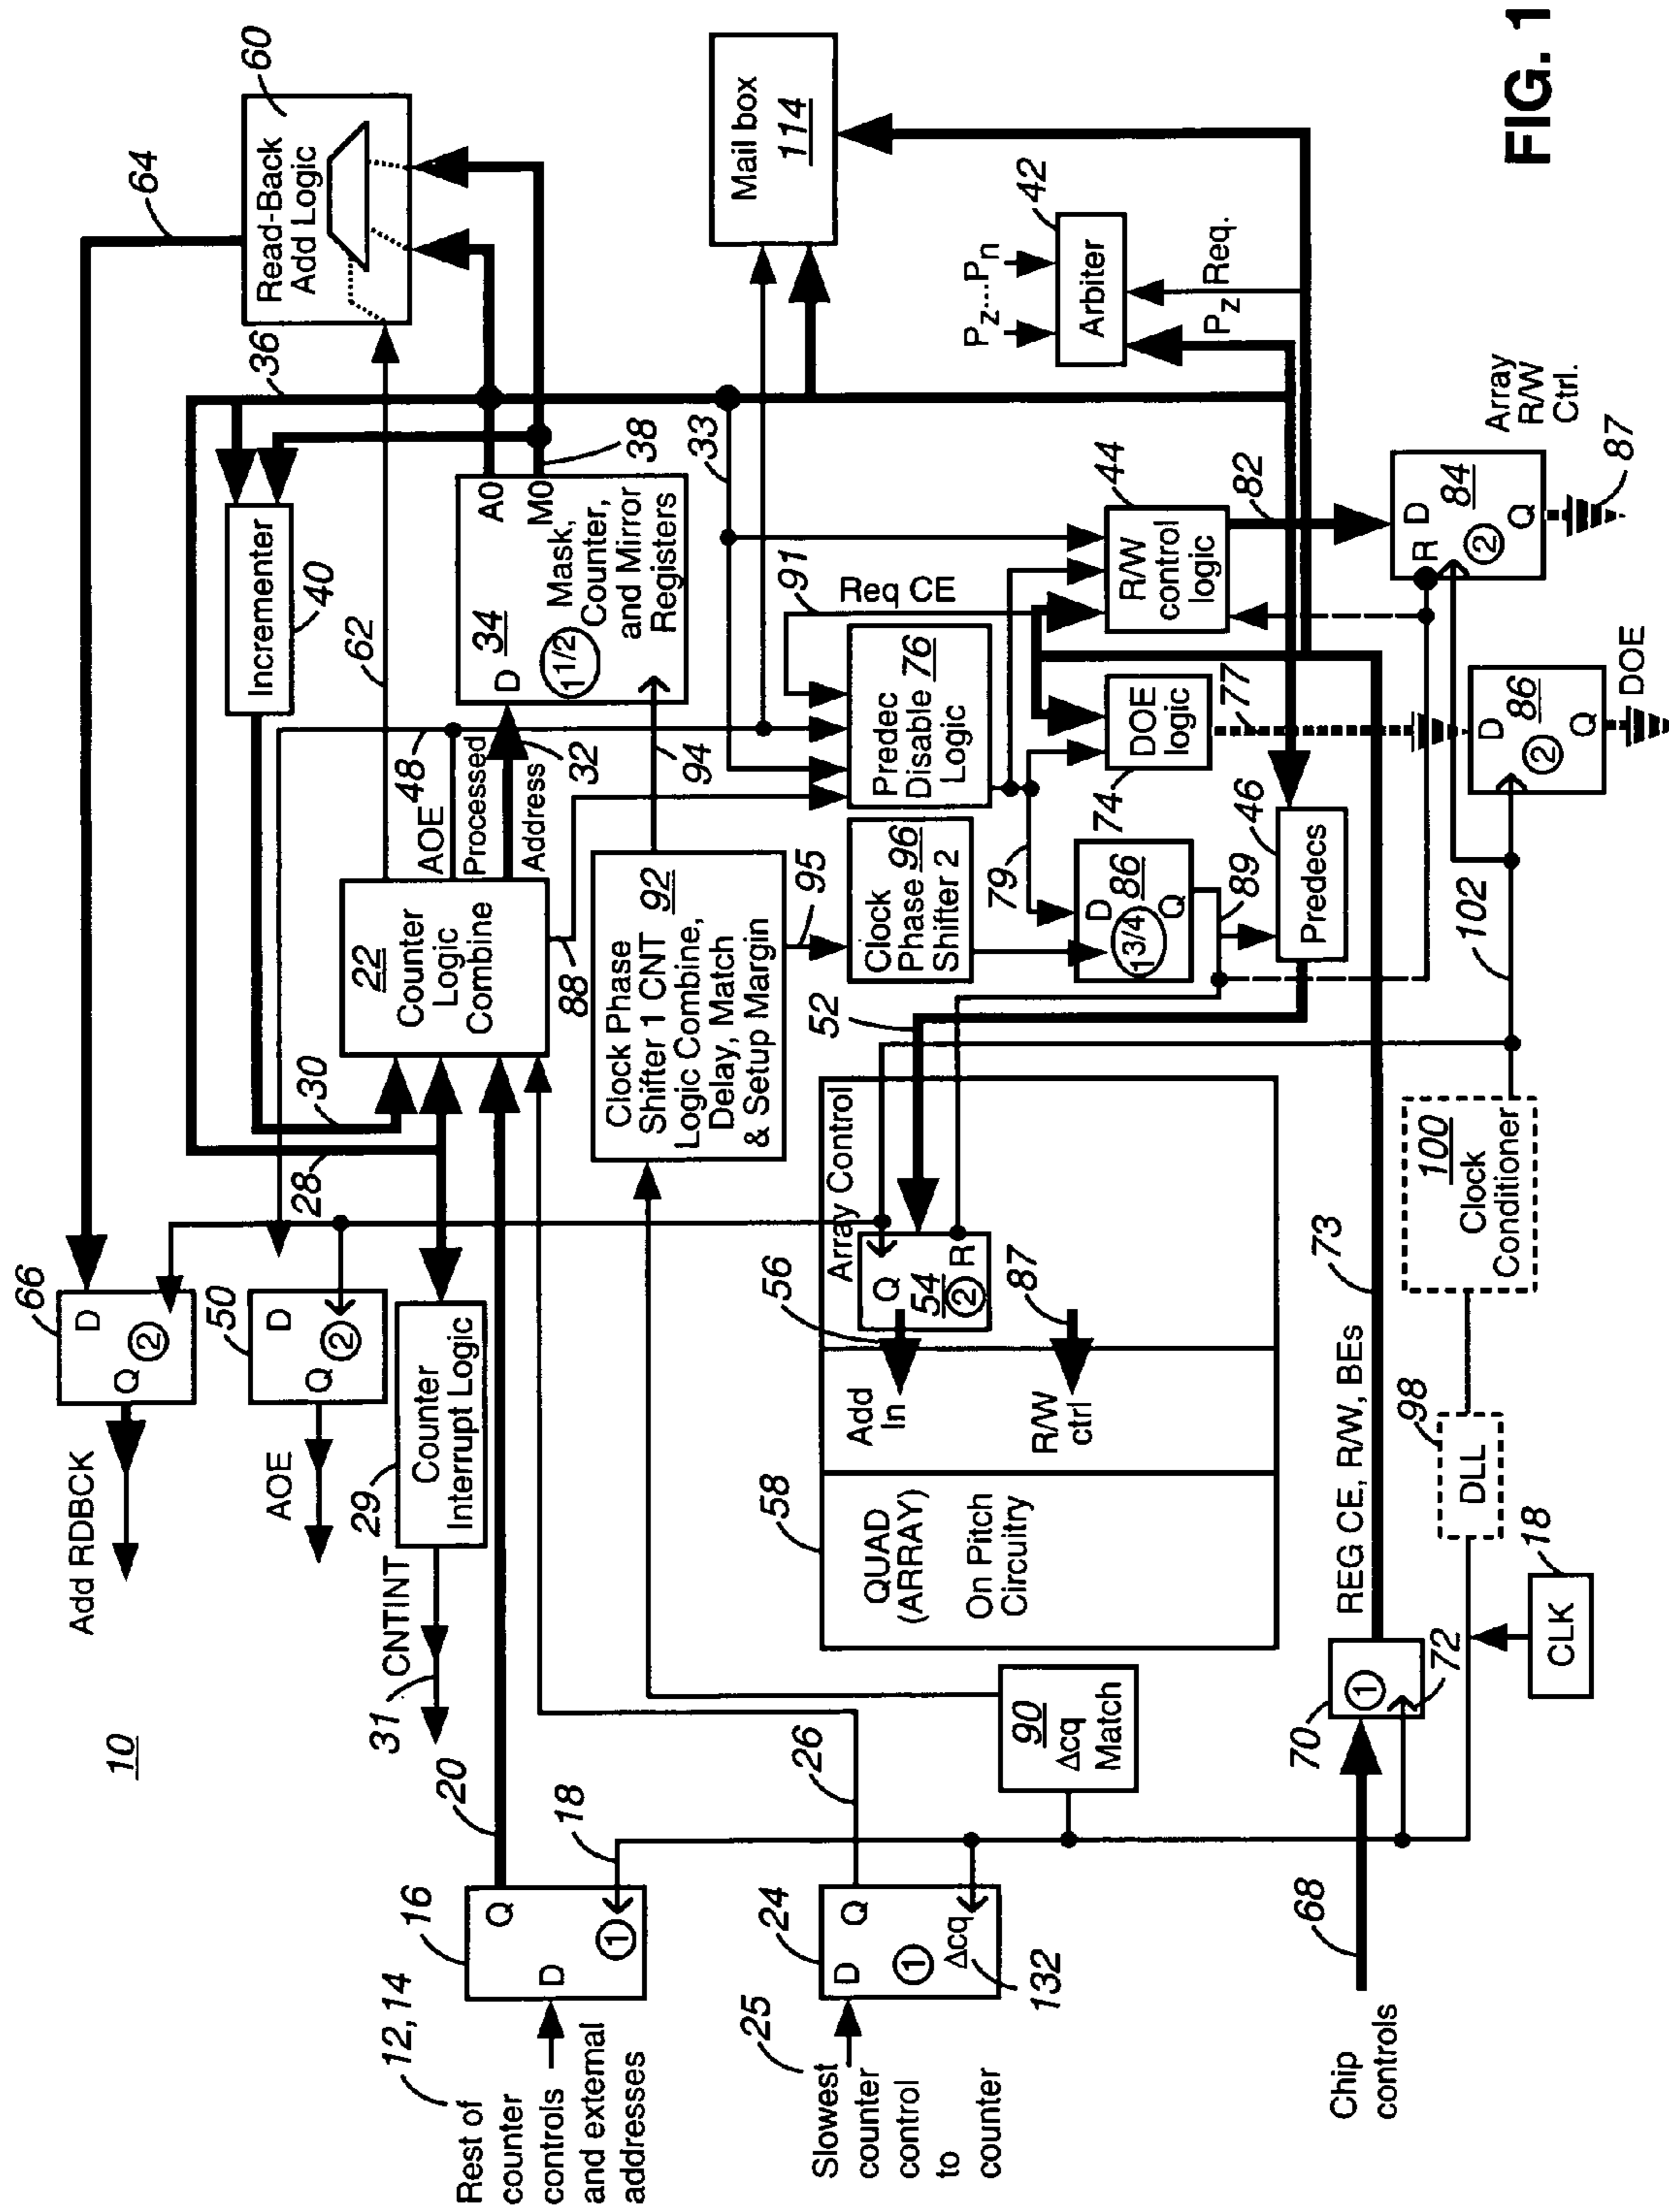 10
Add RDBCK
66
D
Q
2
64
60
Read-Back
Add Logic
AOE
50
D
Q
2
28
30
48
62
36
Incrementer
40
CNTINT
31
29
Counter
Interrupt Logic
22
Counter
Logic
Combine
AOE
Processed
Address
32
88
A0
M0
38
D
34
1 1/2
Mask,
Counter,
and Mirror
Registers
94
12, 14
Rest of
counter
controls
and external
addresses
16
Q
D
1
18
20
Clock Phase
Shifter 1 CNT
92
Logic Combine,
Delay, Match
& Setup Margin
95
33
Mail box
114
25
Slowest
counter
control
to
counter
24
D
Q
1
Δcq
132
26
58
QUAD
(ARRAY)
On Pitch
Circuitry
Add
In
R/W
ctrl
56
87
Array Control
Q
54
R
2
52
Clock
Phase
96
Shifter 2
Predec
Disable
76
Logic
91
Req CE
90
Δcq
Match
79
D
86
1 3/4
Q
89
74
DOE
logic
77
R/W
control
logic
44
82
Pz...Pn
42
Arbiter
Pz
Req.
46
Predecs
Chip
controls
68
70
1
72
REG CE, R/W, BEs
73
98
DLL
CLK
18
100
Clock
Conditioner
102
D
86
2
Q
DOE
R
D
84
2
Q
87
Array
R/W
Ctrl.
FIG. 1